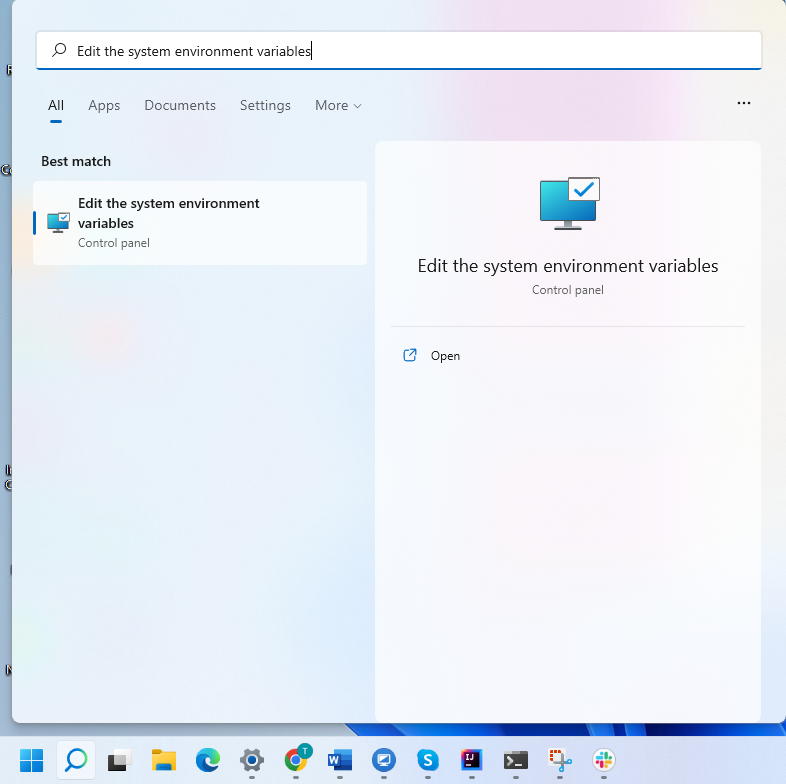 Edit the system environment variables
All Apps Documents Settings More
Best match
Edit the system environment
variables
Control panel
Edit the system environment variables
Control panel
Open
T
W
S
IJ